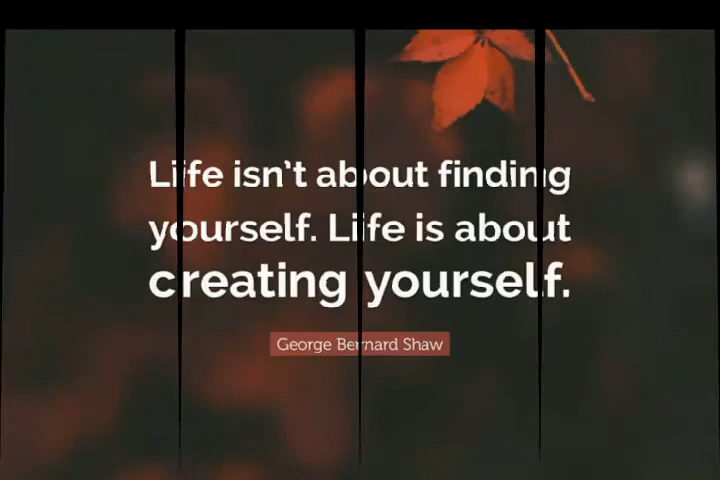 Life isn’t about finding
yourself. Life is about
creating yourself.
George Bernard Shaw